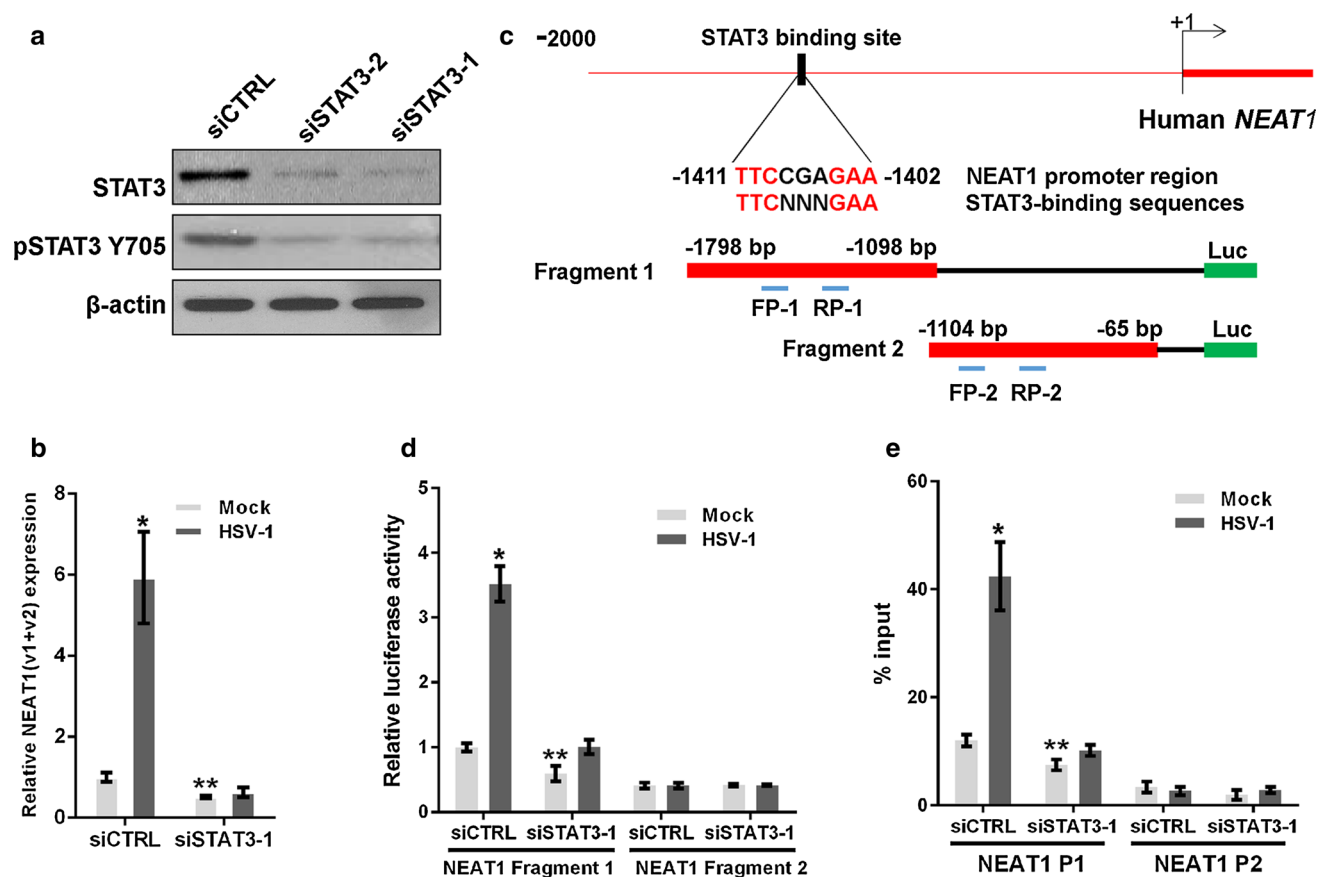 a
siCTRL
siSTAT3-2
siSTAT3-1
STAT3
pSTAT3 Y705
β-actin
c
-2000
STAT3 binding site
+1
Human NEAT1
-1411 TTCCGAGAA -1402 NEAT1 promoter region
TTCNNNGAA STAT3-binding sequences
-1798 bp -1098 bp Luc
Fragment 1
FP-1 RP-1
-1104 bp -65 bp Luc
Fragment 2
FP-2 RP-2
b
Relative NEAT1(v1+v2) expression
8
6
4
2
0
Mock
HSV-1
*
**
siCTRL siSTAT3-1
d
Relative luciferase activity
5
4
3
2
1
0
Mock
HSV-1
*
**
siCTRL siSTAT3-1 siCTRL siSTAT3-1
NEAT1 Fragment 1 NEAT1 Fragment 2
e
% input
60
40
20
0
Mock
HSV-1
*
**
siCTRL siSTAT3-1 siCTRL siSTAT3-1
NEAT1 P1 NEAT1 P2